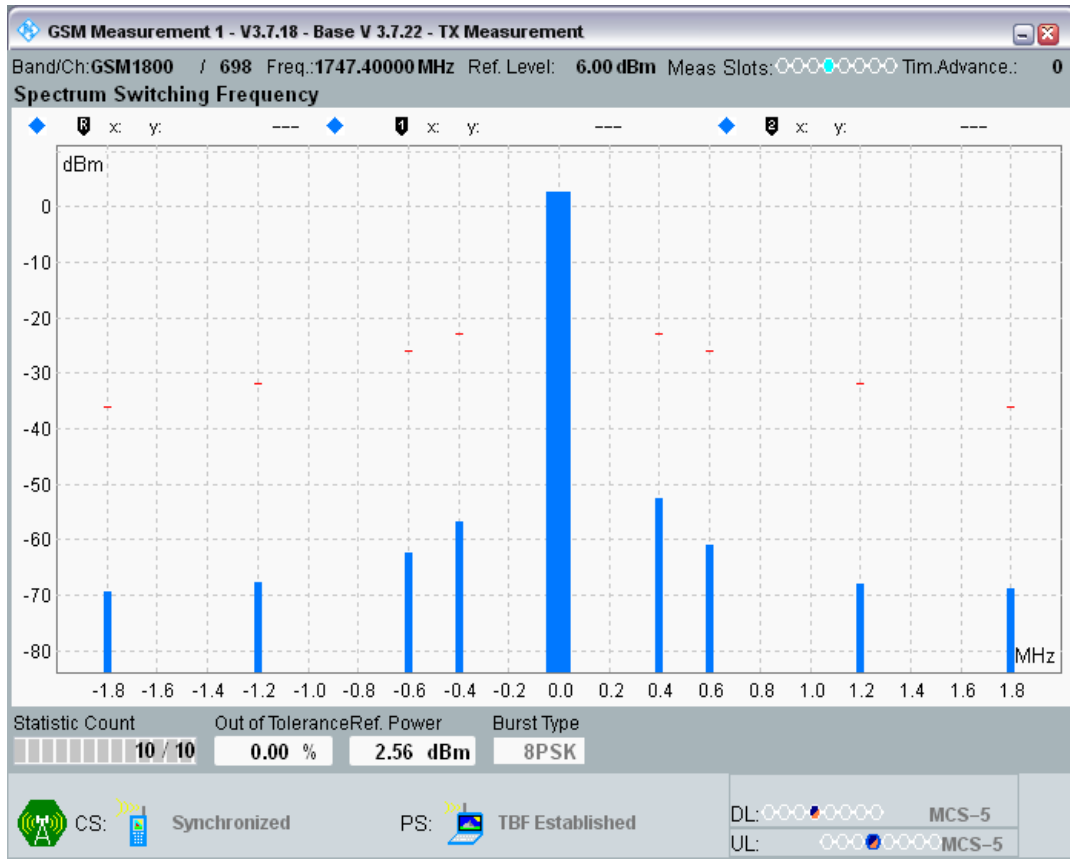 GSM Measurement 1 - V3.7.18 - Base V 3.7.22 - TX Measurement
Band/Ch:GSM1800 / 698 Freq.:1747.40000 MHz Ref. Level: 6.00 dBm Meas Slots: Tim.Advance.: 0
Spectrum Switching Frequency
R x: y: --- 1 x: y: --- 2 x: y: ---
dBm
0
-10
-20
-30
-40
-50
-60
-70
-80
MHz
-1.8 -1.6 -1.4 -1.2 -1.0 -0.8 -0.6 -0.4 -0.2 0.0 0.2 0.4 0.6 0.8 1.0 1.2 1.4 1.6 1.8
Statistic Count Out of Tolerance Ref. Power Burst Type
10 / 10 0.00 % 2.56 dBm 8PSK
CS: Synchronized PS: TBF Established DL: MCS-5
UL: MCS-5